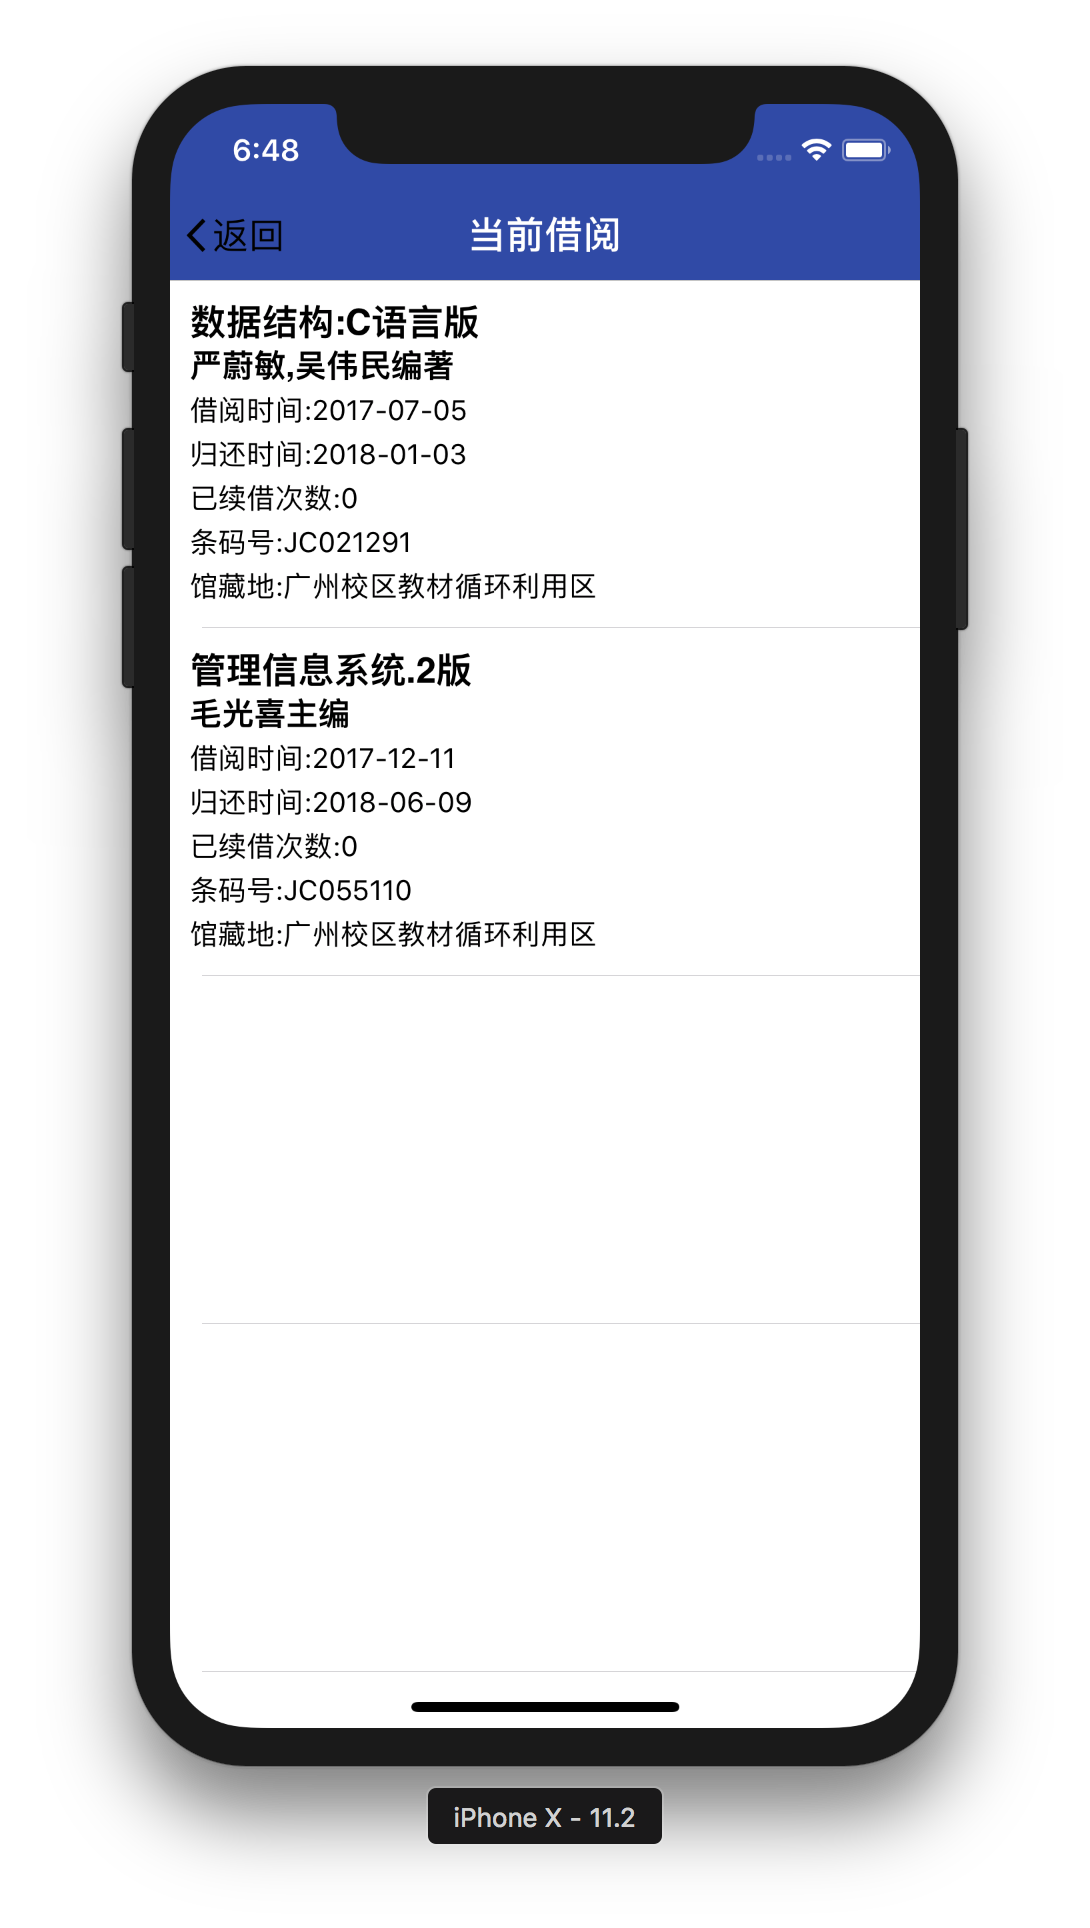 6:48
返回
当前借阅
数据结构:C语言版
严蔚敏,吴伟民编著
借阅时间:2017-07-05
归还时间:2018-01-03
已续借次数:0
条码号:JC021291
馆藏地:广州校区教材循环利用区
管理信息系统.2版
毛光喜主编
借阅时间:2017-12-11
归还时间:2018-06-09
已续借次数:0
条码号:JC055110
馆藏地:广州校区教材循环利用区
iPhone X - 11.2